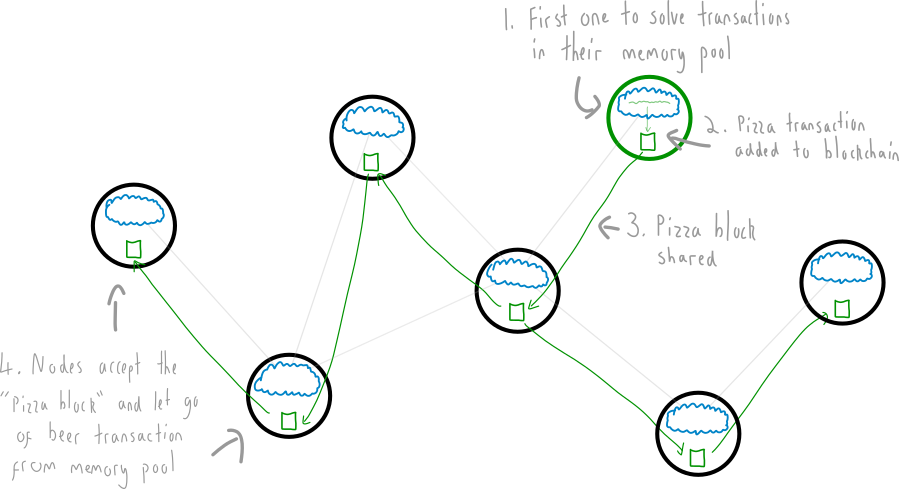 1. First one to solve transactions
in their memory pool
2. Pizza transaction
added to blockchain
3. Pizza block
shared
4. Nodes accept the
"Pizza block" and let go
of beer transaction
from memory pool